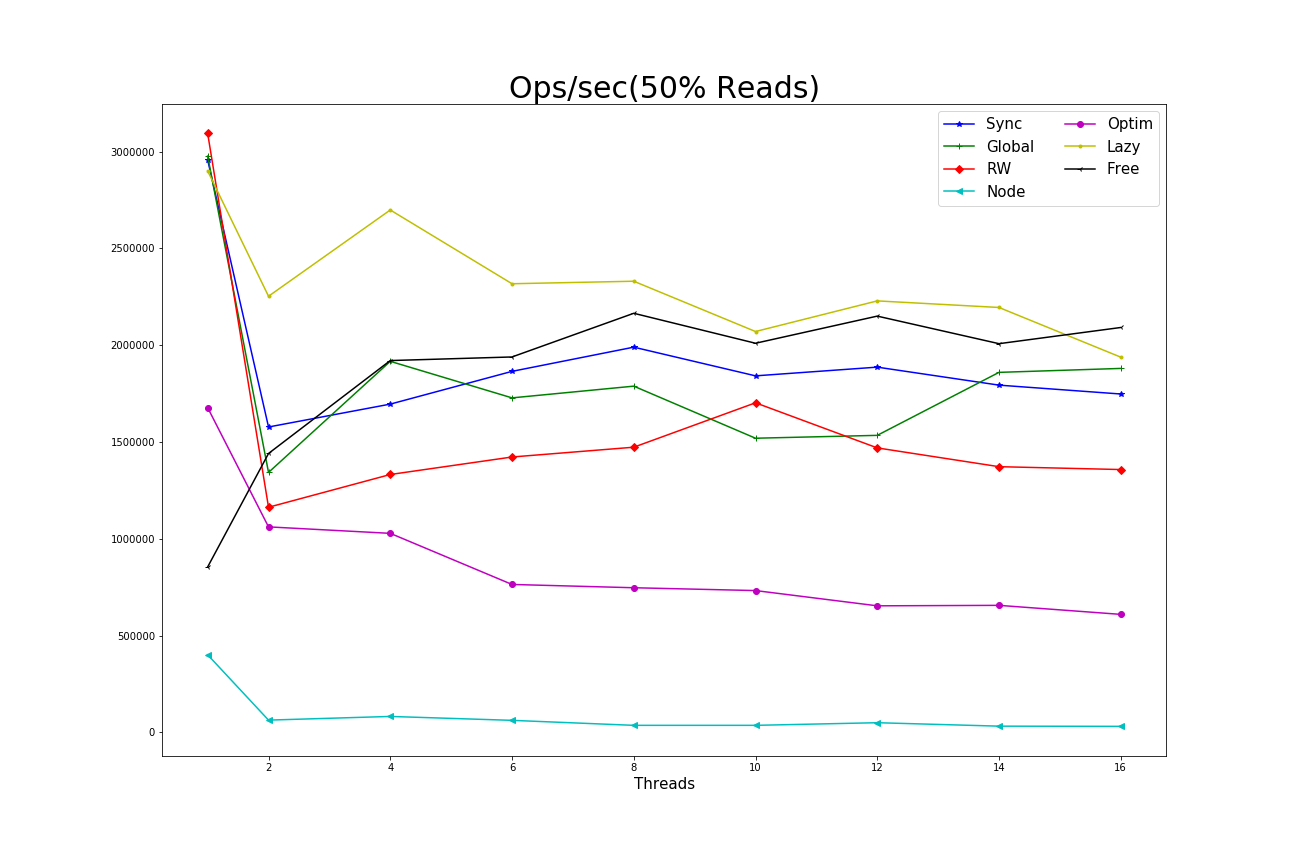 Ops/sec(50% Reads)
Sync
Global
RW
Node
Optim
Lazy
Free
3000000
2500000
2000000
1500000
1000000
500000
0
2 4 6 8 10 12 14 16
Threads